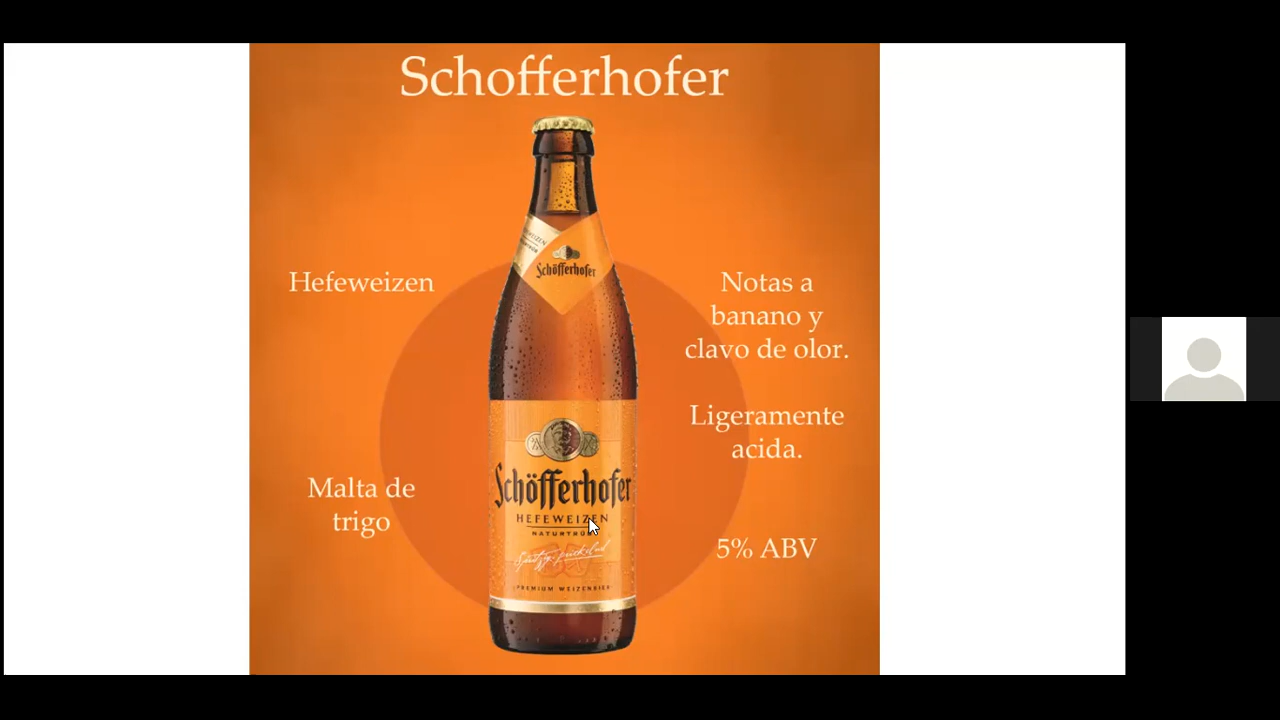 Schofferhofer
Hefeweizen
Malta de
trigo
Notas a
banano y
clavo de olor.
Ligeramente
acida.
5% ABV
Schöfferhofer
Schöfferhofer
HEFEWEIZEN
NATURTRÜB
PREMIUM WEIZENBIER